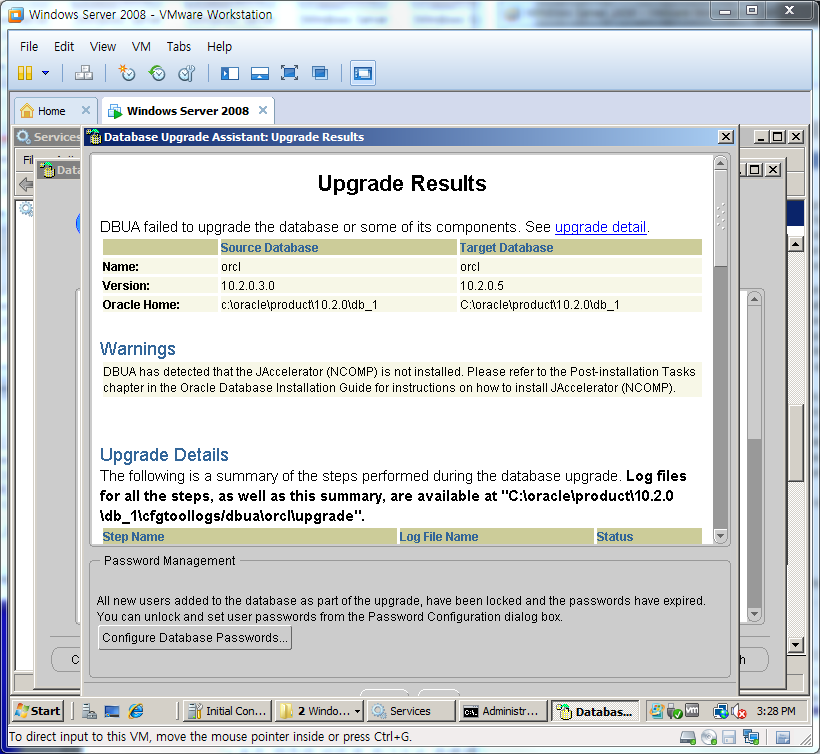 Windows Server 2008 - VMware Workstation
File Edit View VM Tabs Help
Home Windows Server 2008
Services
Database Upgrade Assistant: Upgrade Results
Fil
Data
Upgrade Results
DBUA failed to upgrade the database or some of its components. See upgrade detail.
Source Database Target Database
Name: orcl orcl
Version: 10.2.0.3.0 10.2.0.5
Oracle Home: c:\oracle\product\10.2.0\db_1 C:\oracle\product\10.2.0\db_1
Warnings
DBUA has detected that the JAccelerator (NCOMP) is not installed. Please refer to the Post-installation Tasks
chapter in the Oracle Database Installation Guide for instructions on how to install JAccelerator (NCOMP).
Upgrade Details
The following is a summary of the steps performed during the database upgrade. Log files
for all the steps, as well as this summary, are available at "C:\oracle\product\10.2.0
\db_1\cfgtoollogs/dbua\orcl\upgrade".
Step Name Log File Name Status
Password Management
All new users added to the database as part of the upgrade, have been locked and the passwords have expired.
You can unlock and set user passwords from the Password Configuration dialog box.
Configure Database Passwords...
C h
Start Initial Con... 2 Windo... Services Administr... Databas... 3:28 PM
To direct input to this VM, move the mouse pointer inside or press Ctrl+G.